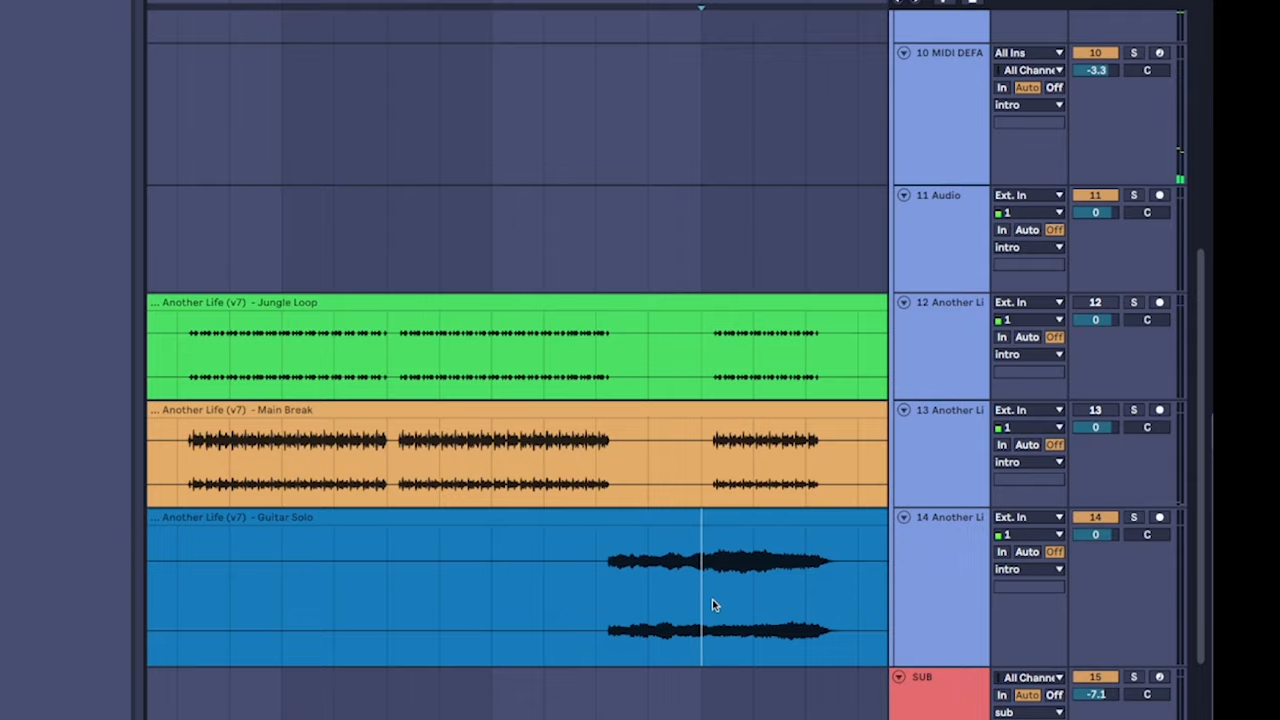 10 MIDI DEFA All Ins 10 S
All Channe -3.3 C
In Auto Off
intro
11 Audio Ext. In 11 S
1 0 C
In Auto Off
intro
... Another Life (v7) - Jungle Loop 12 Another Li Ext. In 12 S
1 0 C
In Auto Off
intro
... Another Life (v7) - Main Break 13 Another Li Ext. In 13 S
1 0 C
In Auto Off
intro
... Another Life (v7) - Guitar Solo 14 Another Li Ext. In 14 S
1 0 C
In Auto Off
intro
SUB All Channe 15 S
In Auto Off -7.1 C
sub